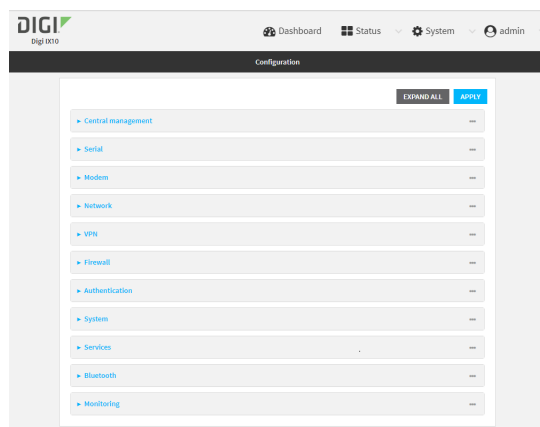 DIGI
Digi IX10
Dashboard
Status
System
admin
Configuration
EXPAND ALL
APPLY
Central management
Serial
Modem
Network
VPN
Firewall
Authentication
System
Services
Bluetooth
Monitoring